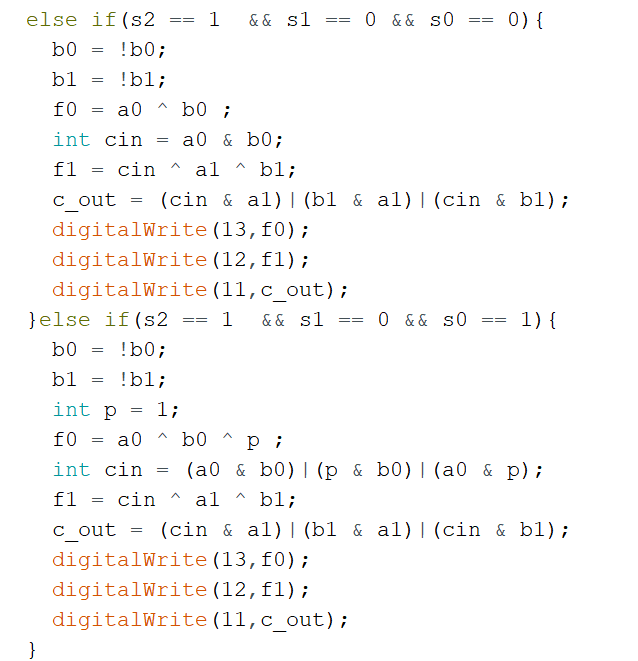 else if(s2 == 1  && s1 == 0 && s0 == 0){
  b0 = !b0;
  b1 = !b1;
  f0 = a0 ^ b0 ;
  int cin = a0 & b0;
  f1 = cin ^ a1 ^ b1;
  c_out = (cin & a1)|(b1 & a1)|(cin & b1);
  digitalWrite(13,f0);
  digitalWrite(12,f1);
  digitalWrite(11,c_out);
}else if(s2 == 1  && s1 == 0 && s0 == 1){
  b0 = !b0;
  b1 = !b1;
  int p = 1;
  f0 = a0 ^ b0 ^ p ;
  int cin = (a0 & b0)|(p & b0)|(a0 & p);
  f1 = cin ^ a1 ^ b1;
  c_out = (cin & a1)|(b1 & a1)|(cin & b1);
  digitalWrite(13,f0);
  digitalWrite(12,f1);
  digitalWrite(11,c_out);
}